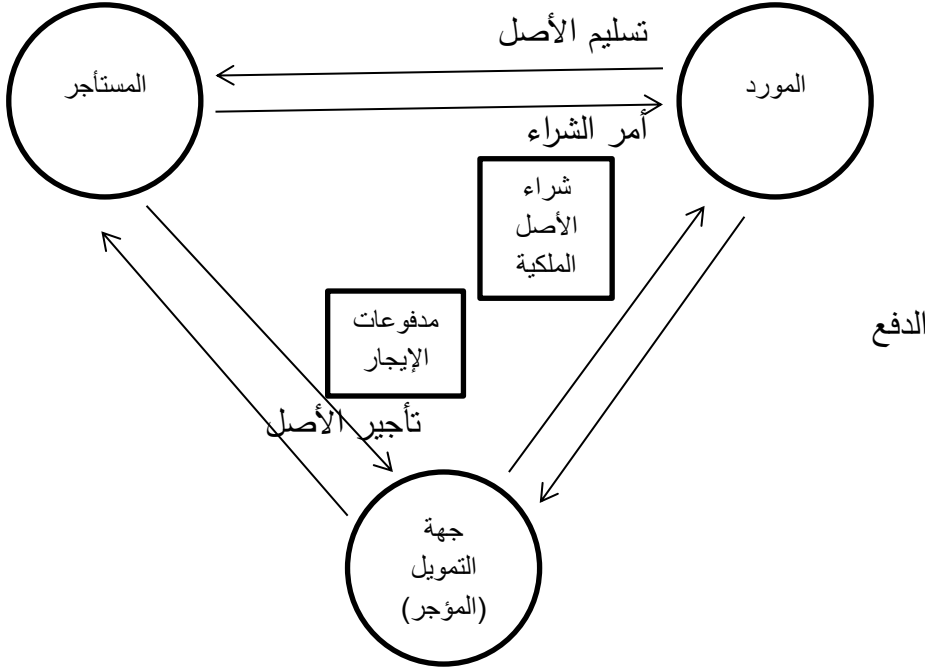 تسليم الأصل
المورد
المستأجر
أمر الشراء
شراء
الأصل
الملكية
مدفوعات
الإيجار
الدفع
تأجير الأصل
جهة
التمويل
(المؤجر)